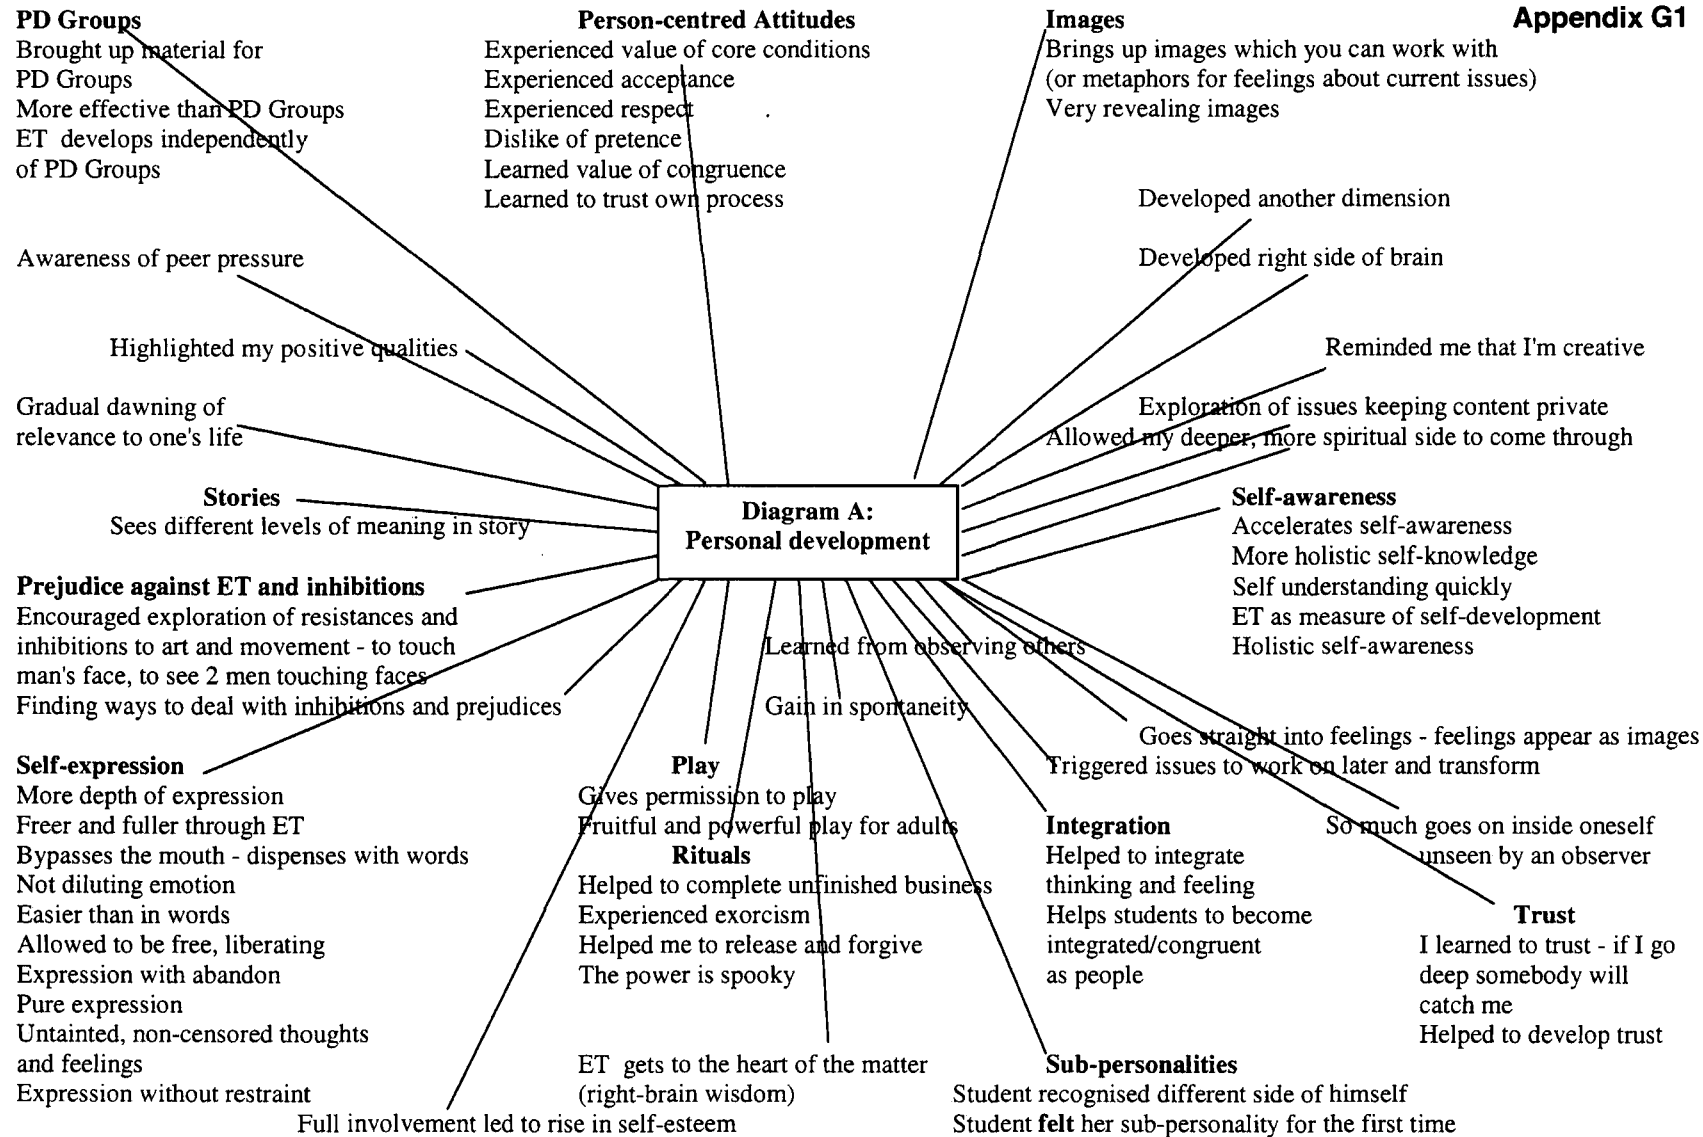 Appendix G1
PD Groups
Brought up material for
PD Groups
More effective than PD Groups
ET develops independently
of PD Groups
Person-centred Attitudes
Experienced value of core conditions
Experienced acceptance
Experienced respect
Dislike of pretence
Learned value of congruence
Learned to trust own process
Images
Brings up images which you can work with
(or metaphors for feelings about current issues)
Very revealing images
Developed another dimension
Developed right side of brain
Awareness of peer pressure
Highlighted my positive qualities
Reminded me that I'm creative
Gradual dawning of
relevance to one's life
Exploration of issues keeping content private
Allowed my deeper, more spiritual side to come through
Stories
Sees different levels of meaning in story
Diagram A:
Personal development
Self-awareness
Accelerates self-awareness
More holistic self-knowledge
Self understanding quickly
ET as measure of self-development
Holistic self-awareness
Prejudice against ET and inhibitions
Encouraged exploration of resistances and
inhibitions to art and movement - to touch
man's face, to see 2 men touching faces
Finding ways to deal with inhibitions and prejudices
Learned from observing others
Gain in spontaneity
Goes straight into feelings - feelings appear as images
Triggered issues to work on later and transform
Self-expression
More depth of expression
Freer and fuller through ET
Bypasses the mouth - dispenses with words
Not diluting emotion
Easier than in words
Allowed to be free, liberating
Expression with abandon
Pure expression
Untainted, non-censored thoughts
and feelings
Expression without restraint
Play
Gives permission to play
Fruitful and powerful play for adults
Rituals
Helped to complete unfinished business
Experienced exorcism
Helped me to release and forgive
The power is spooky
Integration
Helped to integrate
thinking and feeling
Helps students to become
integrated/congruent
as people
So much goes on inside oneself
unseen by an observer
Trust
I learned to trust - if I go
deep somebody will
catch me
Helped to develop trust
ET gets to the heart of the matter
(right-brain wisdom)
Full involvement led to rise in self-esteem
Sub-personalities
Student recognised different side of himself
Student felt her sub-personality for the first time